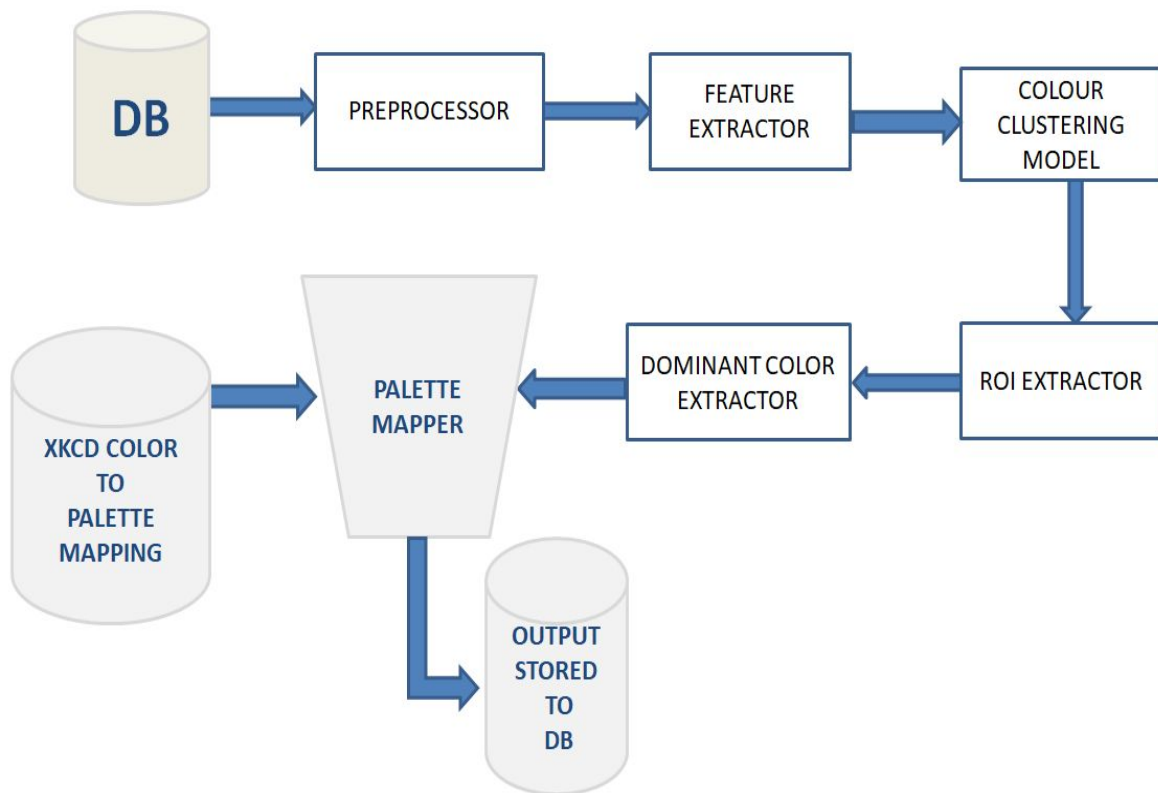 DB
PREPROCESSOR
FEATURE
EXTRACTOR
COLOUR
CLUSTERING
MODEL
ROI EXTRACTOR
DOMINANT COLOR
EXTRACTOR
PALETTE
MAPPER
XKCD COLOR
TO
PALETTE
MAPPING
OUTPUT
STORED
TO
DB